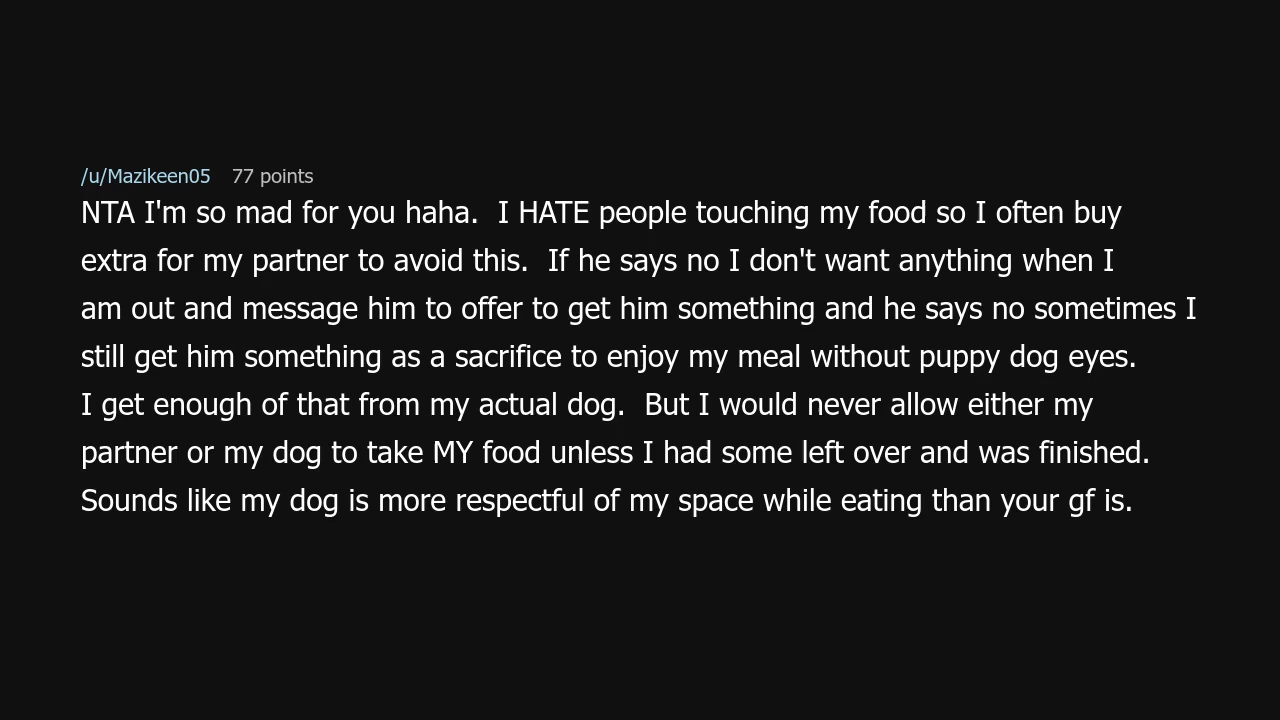 /u/Mazikeen05 77 points
NTA I'm so mad for you haha.  I HATE people touching my food so I often buy
extra for my partner to avoid this.  If he says no I don't want anything when I
am out and message him to offer to get him something and he says no sometimes I
still get him something as a sacrifice to enjoy my meal without puppy dog eyes.
I get enough of that from my actual dog.  But I would never allow either my
partner or my dog to take MY food unless I had some left over and was finished.
Sounds like my dog is more respectful of my space while eating than your gf is.